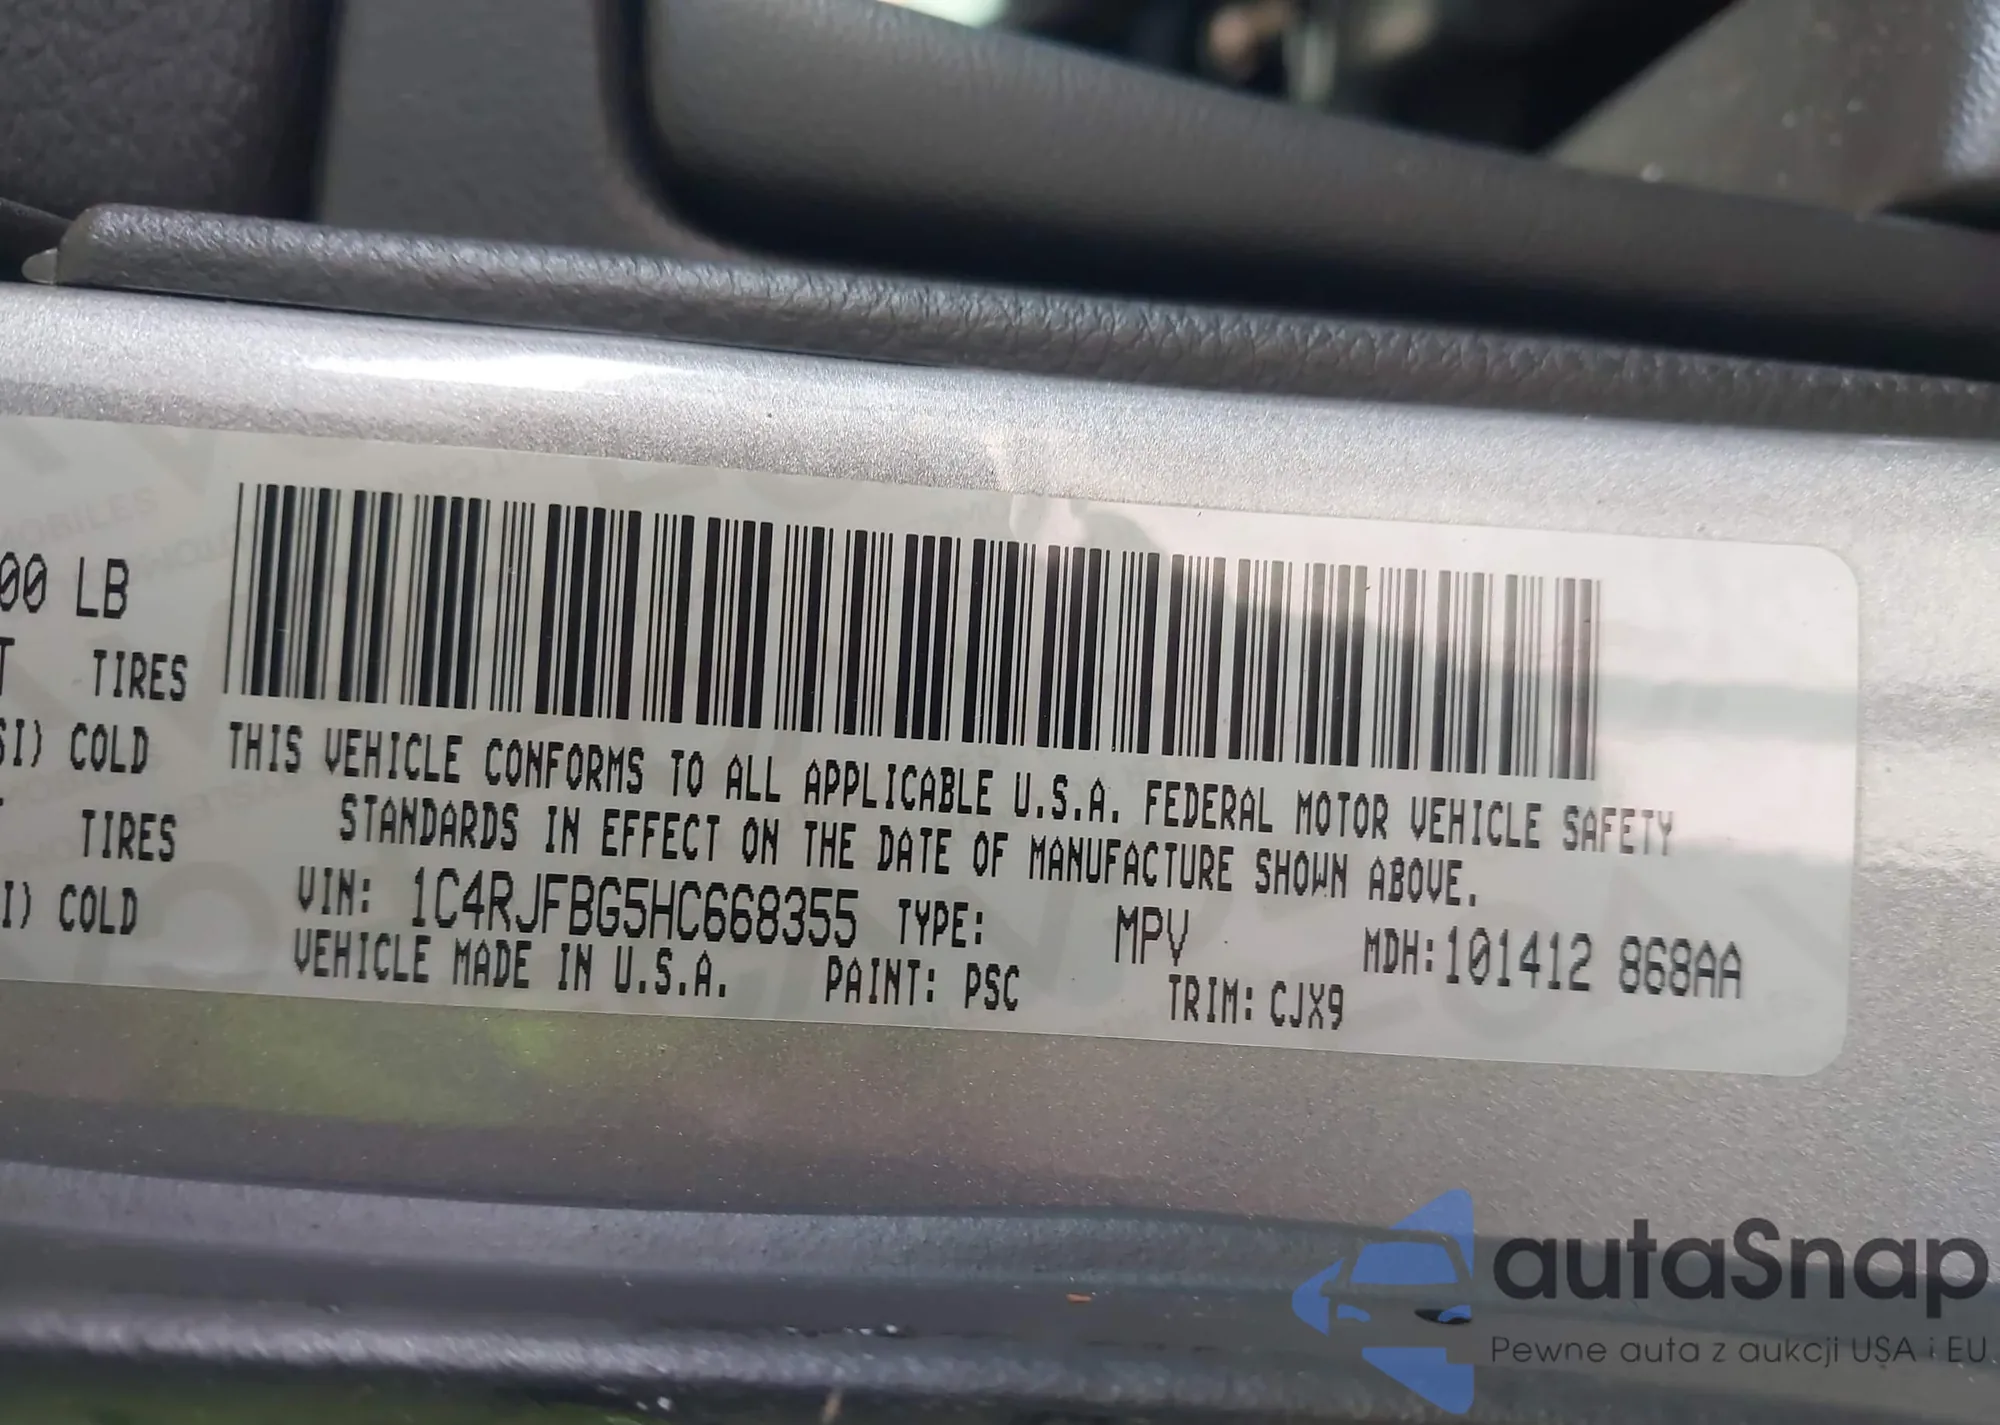 00 LB
TIRES
SI) COLD
TIRES
I) COLD
THIS VEHICLE CONFORMS TO ALL APPLICABLE U.S.A. FEDERAL MOTOR VEHICLE SAFETY
STANDARDS IN EFFECT ON THE DATE OF MANUFACTURE SHOWN ABOVE.
VIN: 1C4RJFBG5HC668355 TYPE: MPV MDH:101412 868AA
VEHICLE MADE IN U.S.A. PAINT: PSC TRIM: CJX9
autaSnap
Pewne auta z aukcji USA i EU